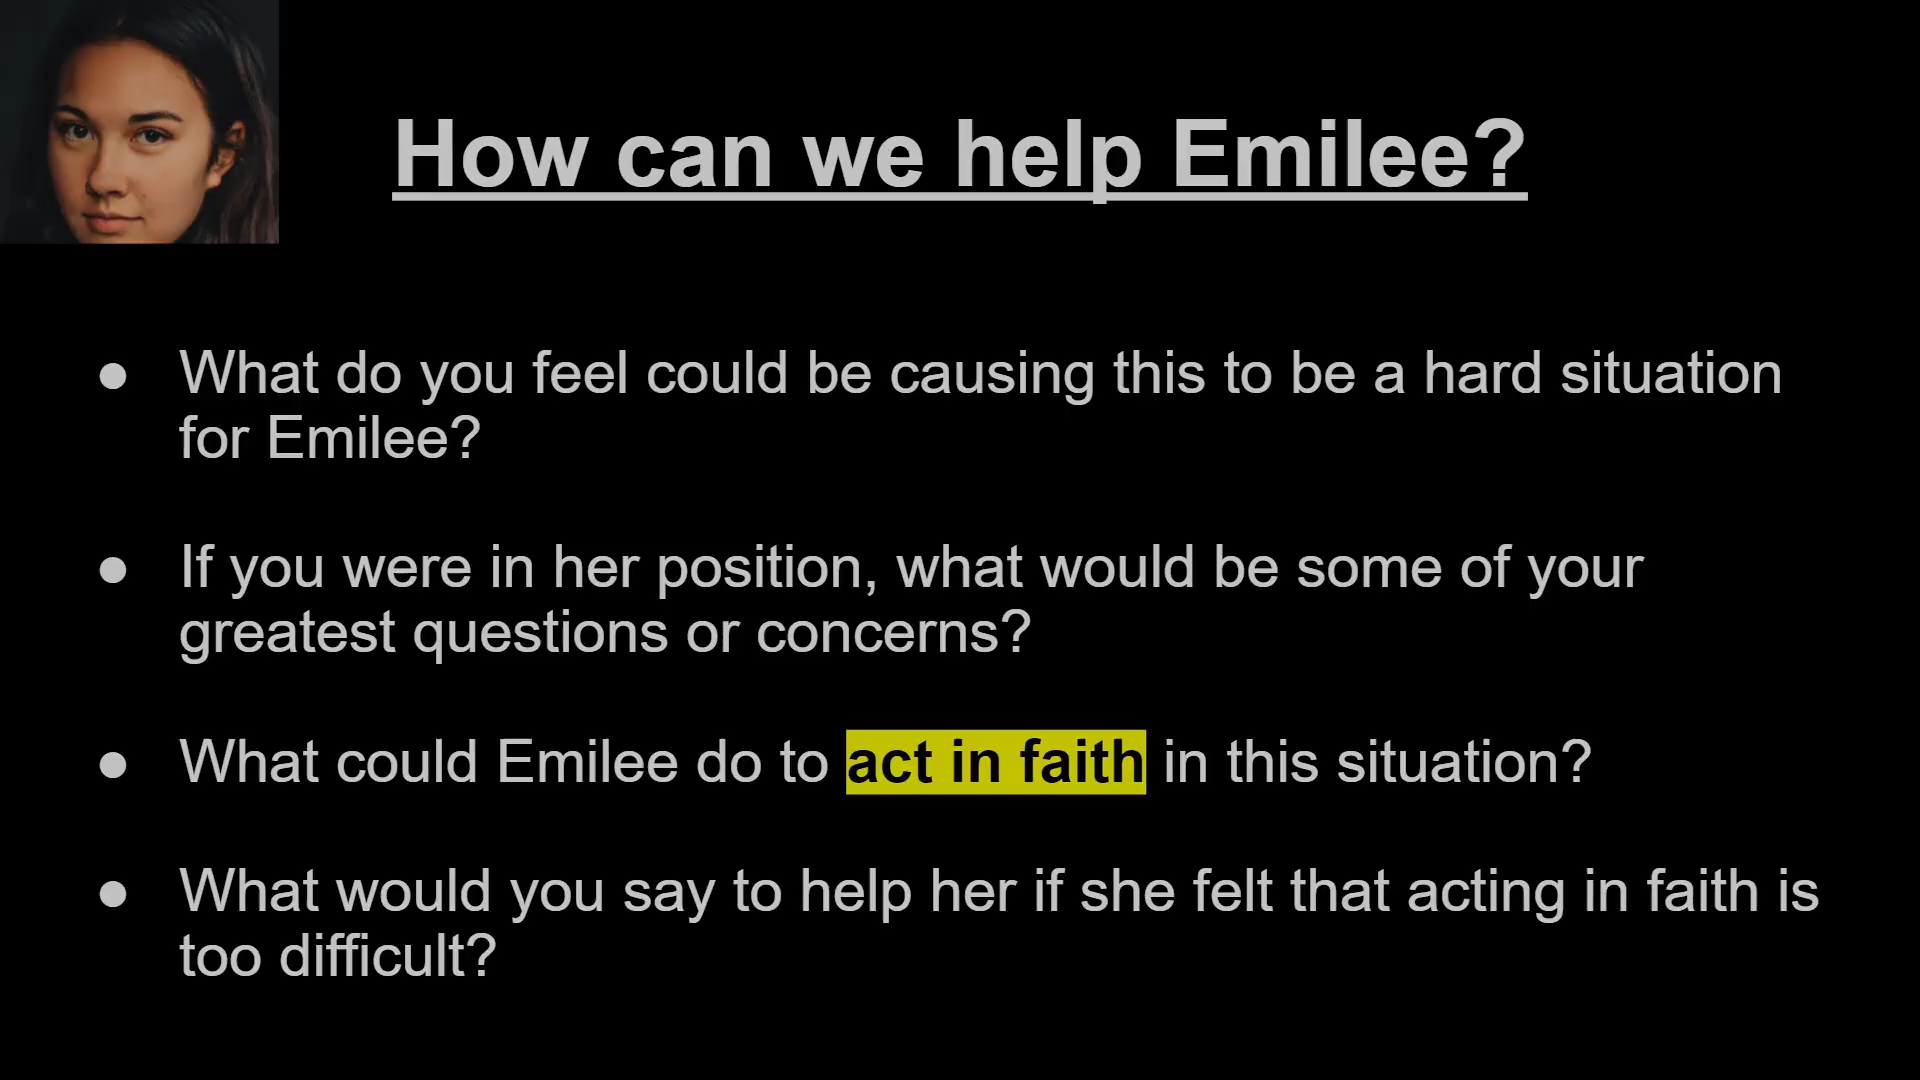 How can we help Emilee?
● What do you feel could be causing this to be a hard situation
for Emilee?
● If you were in her position, what would be some of your
greatest questions or concerns?
● What could Emilee do to act in faith in this situation?
● What would you say to help her if she felt that acting in faith is
too difficult?